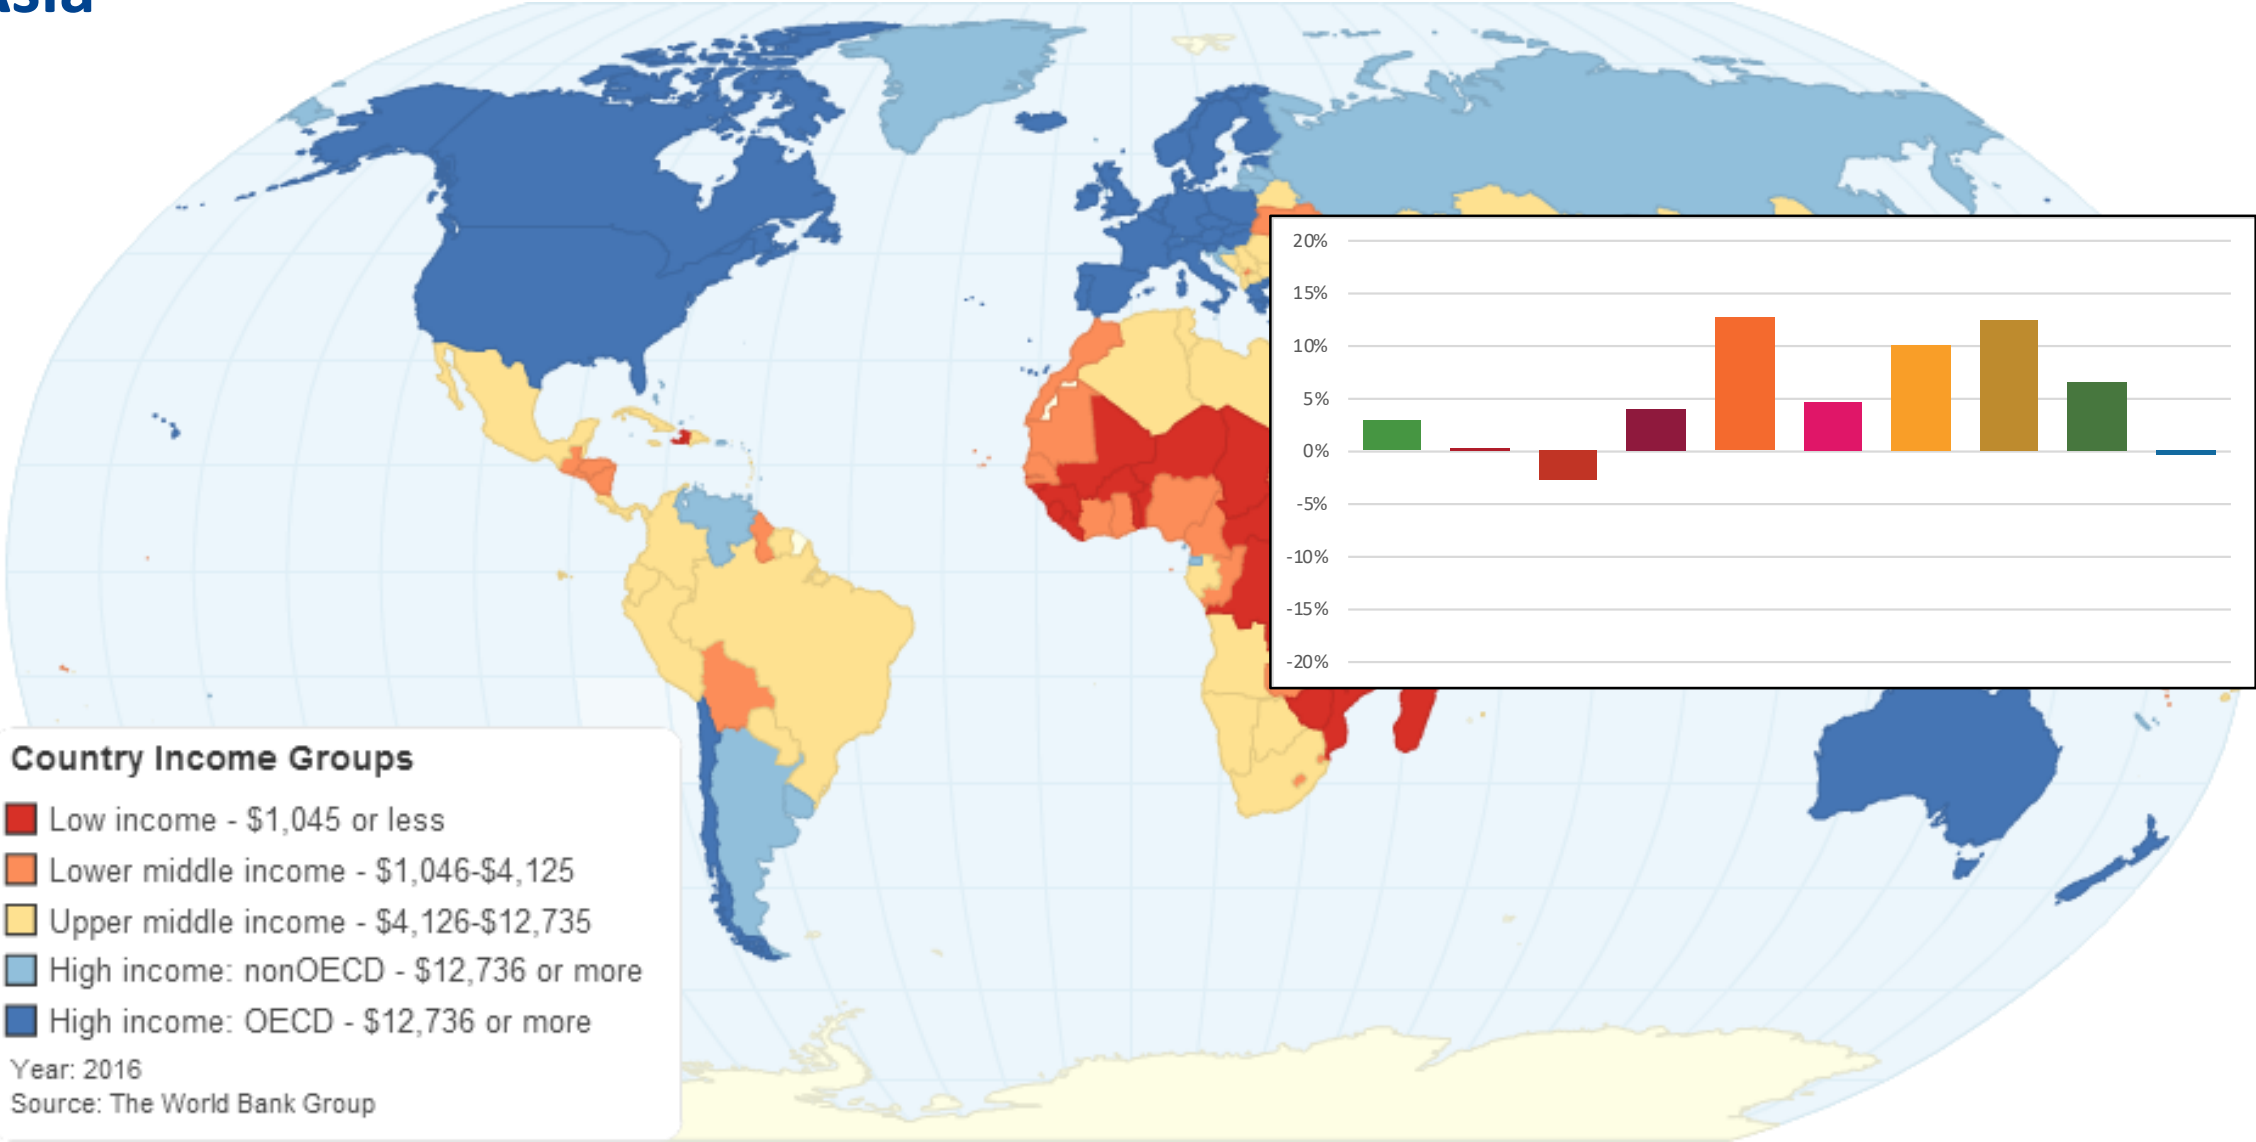 Asia
20%
15%
10%
5%
0%
-5%
-10%
-15%
-20%
Country Income Groups
Low income - $1,045 or less
Lower middle income - $1,046-$4,125
Upper middle income - $4,126-$12,735
High income: nonOECD - $12,736 or more
High income: OECD - $12,736 or more
Year: 2016
Source: The World Bank Group